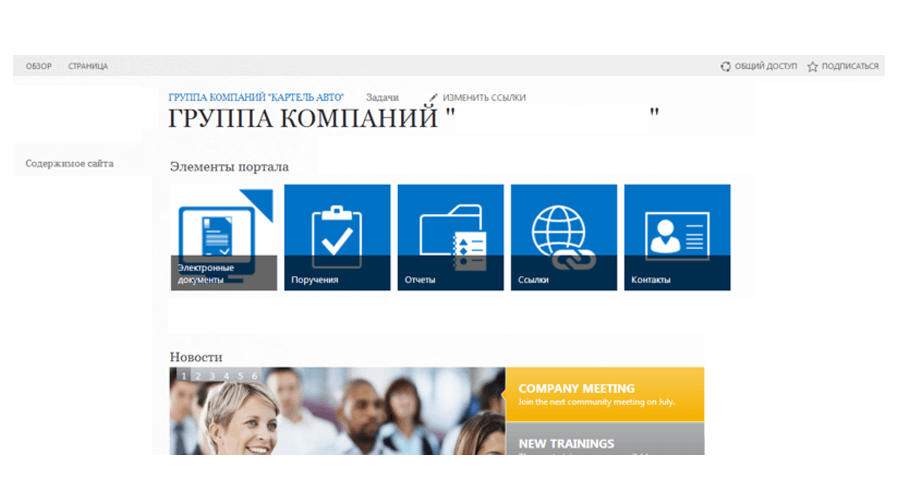 ОБЗОР СТРАНИЦА ОБЩИЙ ДОСТУП ПОДПИСАТЬСЯ
ГРУППА КОМПАНИЙ "КАРТЕЛЬ АВТО" Задачи ИЗМЕНИТЬ ССЫЛКИ
ГРУППА КОМПАНИЙ " "
Содержимое сайта
Элементы портала
Электронные
документы
Поручения
Отчеты
Ссылки
Контакты
Новости
1 2 3 4 5 6
COMPANY MEETING
Join the next community meeting on July.
NEW TRAININGS